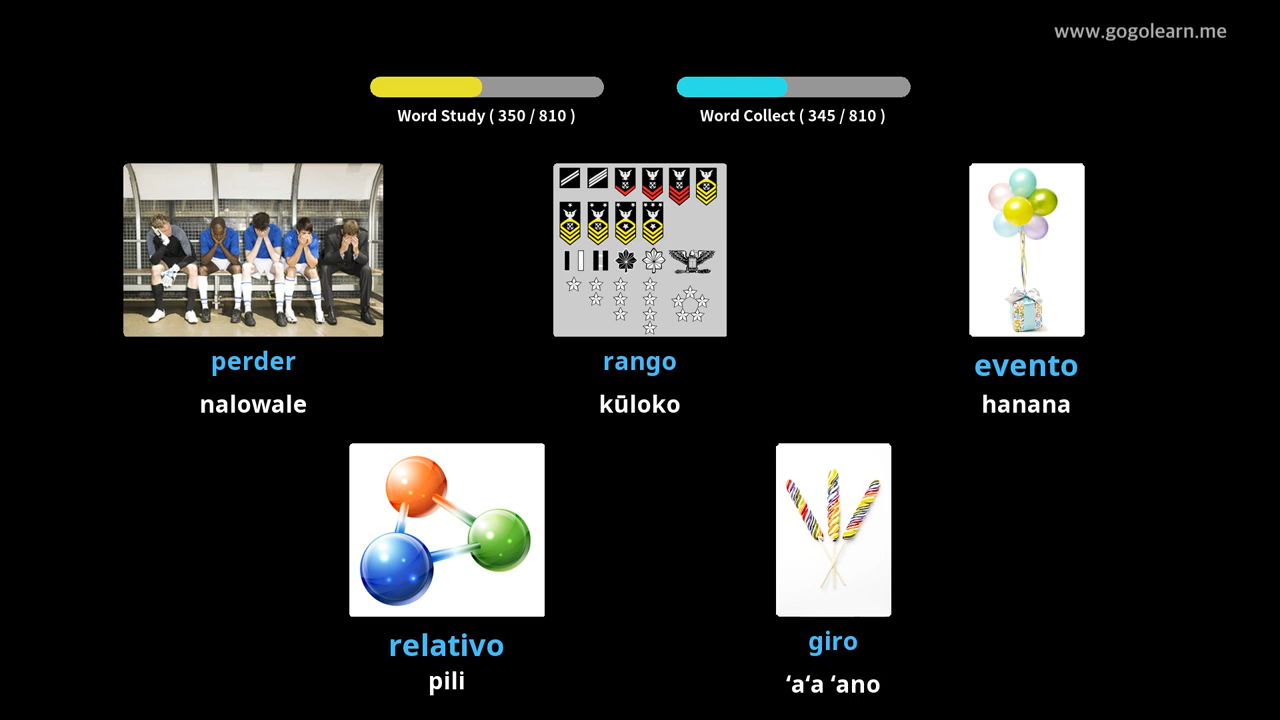 www.gogolearn.me
Word Study ( 350 / 810 )
Word Collect ( 345 / 810 )
perder
nalowale
rango
kūloko
evento
hanana
relativo
pili
giro
ʻaʻa ʻano